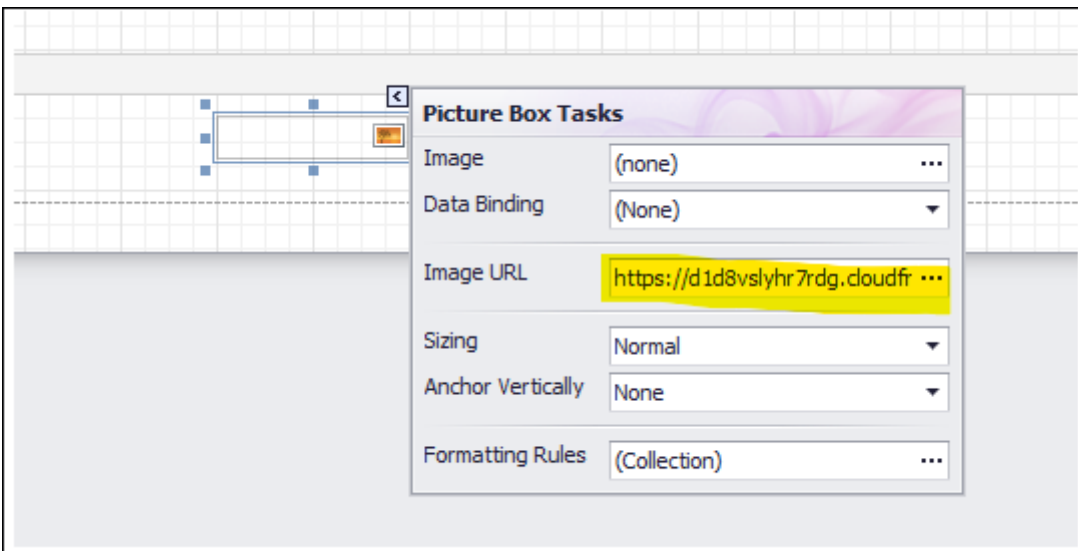 Picture Box Tasks
Image (none) ...
Data Binding (None)
Image URL https://d1d8vslyhr7rdg.cloudfr ...
Sizing Normal
Anchor Vertically None
Formatting Rules (Collection) ...